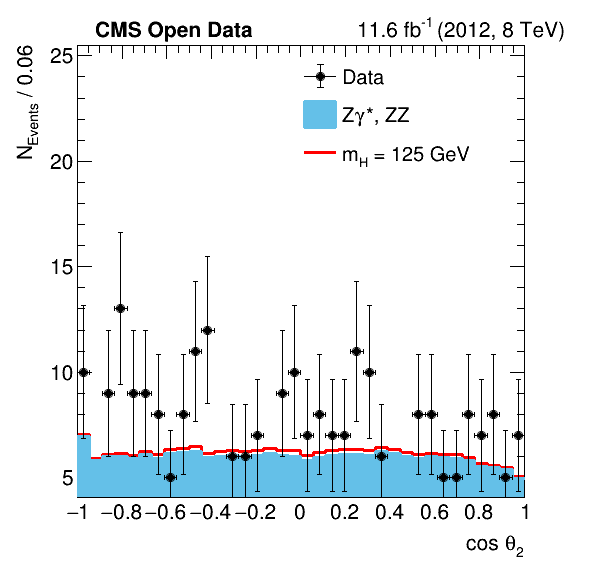 CMS Open Data 11.6 fb⁻¹ (2012, 8 TeV)
N_Events / 0.06
25
20
15
10
5
Data
Zγ*, ZZ
m_H = 125 GeV
−1 −0.8 −0.6 −0.4 −0.2 0 0.2 0.4 0.6 0.8 1
cos θ₂